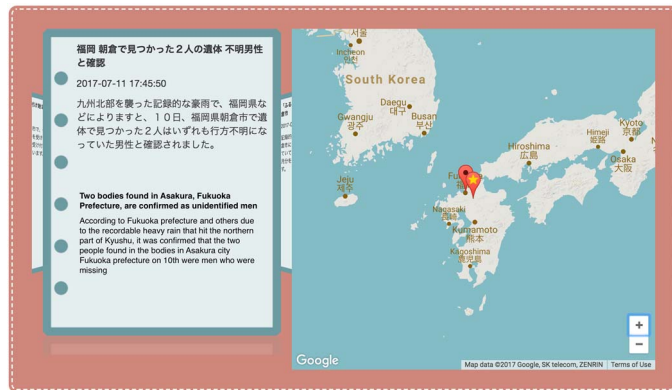 福岡 朝倉で見つかった２人の遺体 不明男性
と確認
2017-07-11 17:45:50
九州北部を襲った記録的な豪雨で、福岡県な
どによりますと、１０日、福岡県朝倉市で遺
体で見つかった２人はいずれも行方不明にな
っていた男性と確認されました。
Two bodies found in Asakura, Fukuoka
Prefecture, are confirmed as unidentified men
According to Fukuoka prefecture and others due
to the recordable heavy rain that hit the northern
part of Kyushu, it was confirmed that the two
people found in the bodies in Asakura city
Fukuoka prefecture on 10th were men who were
missing
서울
Incheon
인천
South Korea
Daegu
대구
Gwangju
광주
Busan
부산
Jeju
제주
Hiroshima
広島
Himeji
姫路
Kyoto
京都
Osaka
大阪
Nagasaki
長崎
Kumamoto
熊本
Kagoshima
鹿児島
+
−
Google
Map data ©2017 Google, SK telecom, ZENRIN
Terms of Use